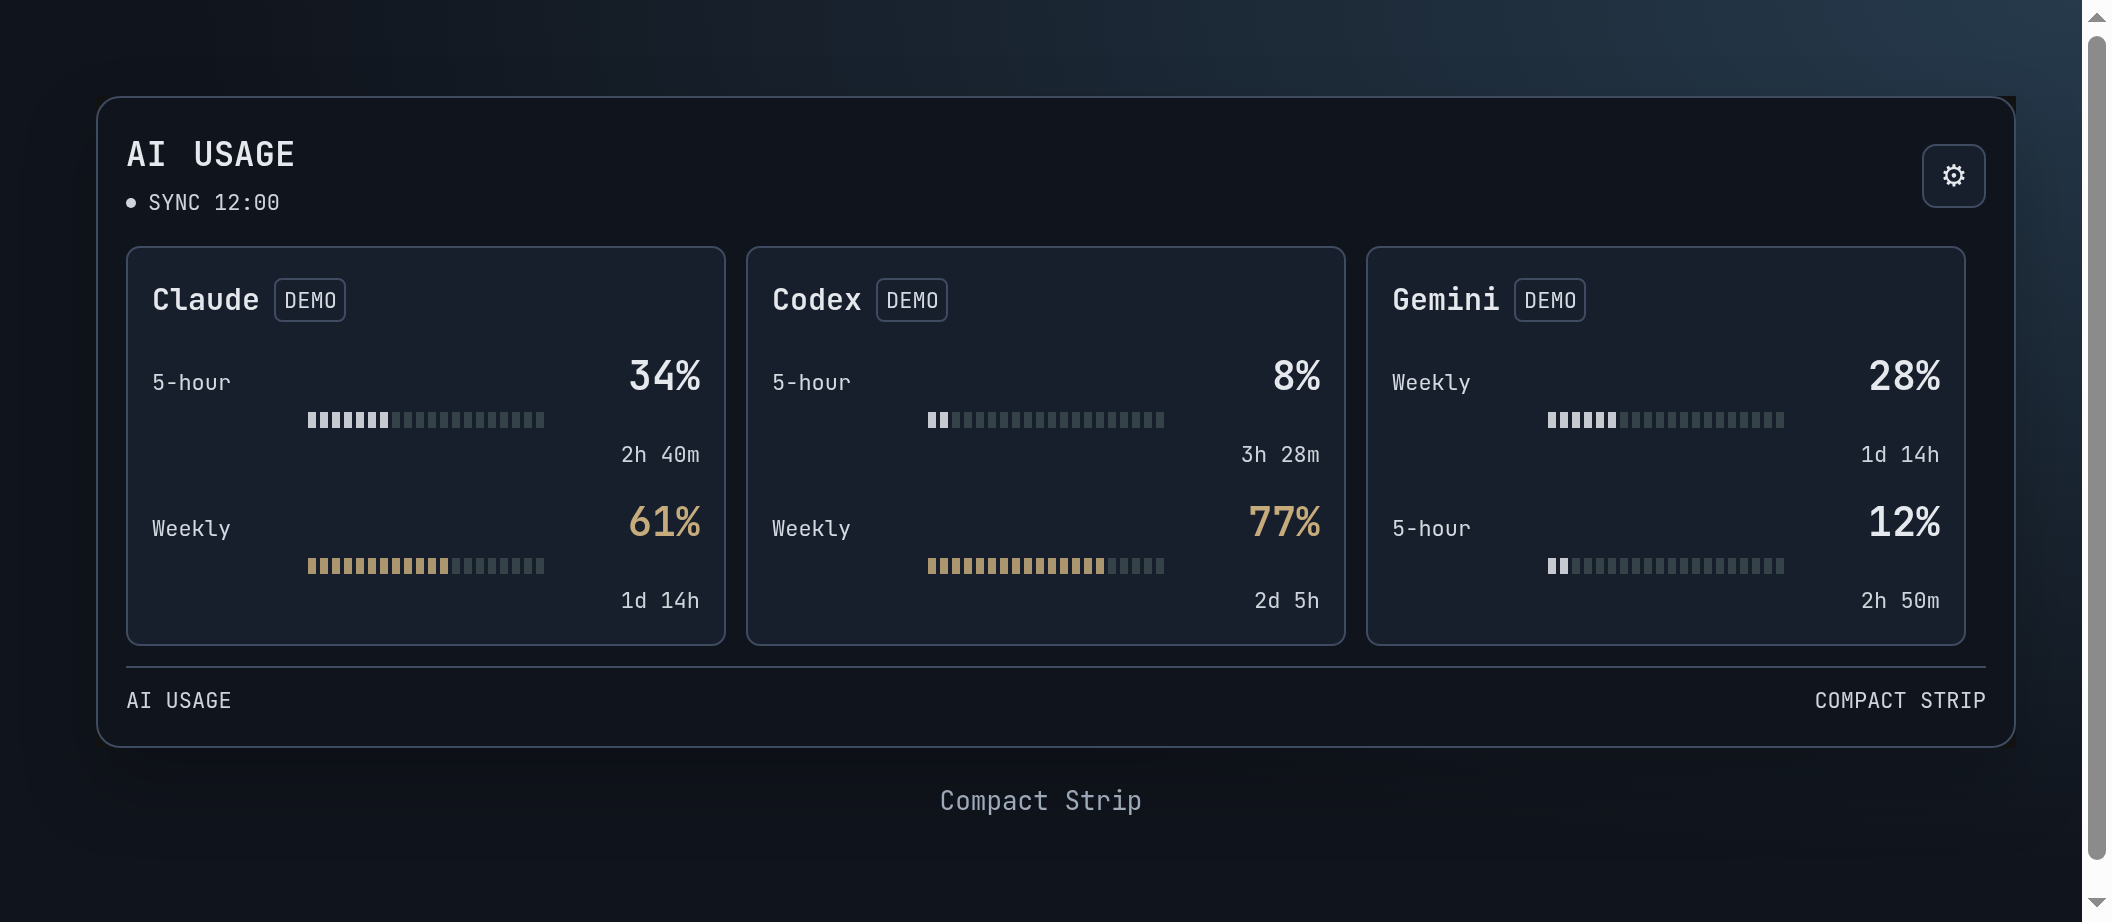 AI USAGE
SYNC 12:00
⚙
Claude DEMO
5-hour 34%
2h 40m
Weekly 61%
1d 14h
Codex DEMO
5-hour 8%
3h 28m
Weekly 77%
2d 5h
Gemini DEMO
Weekly 28%
1d 14h
5-hour 12%
2h 50m
AI USAGE
COMPACT STRIP
Compact Strip